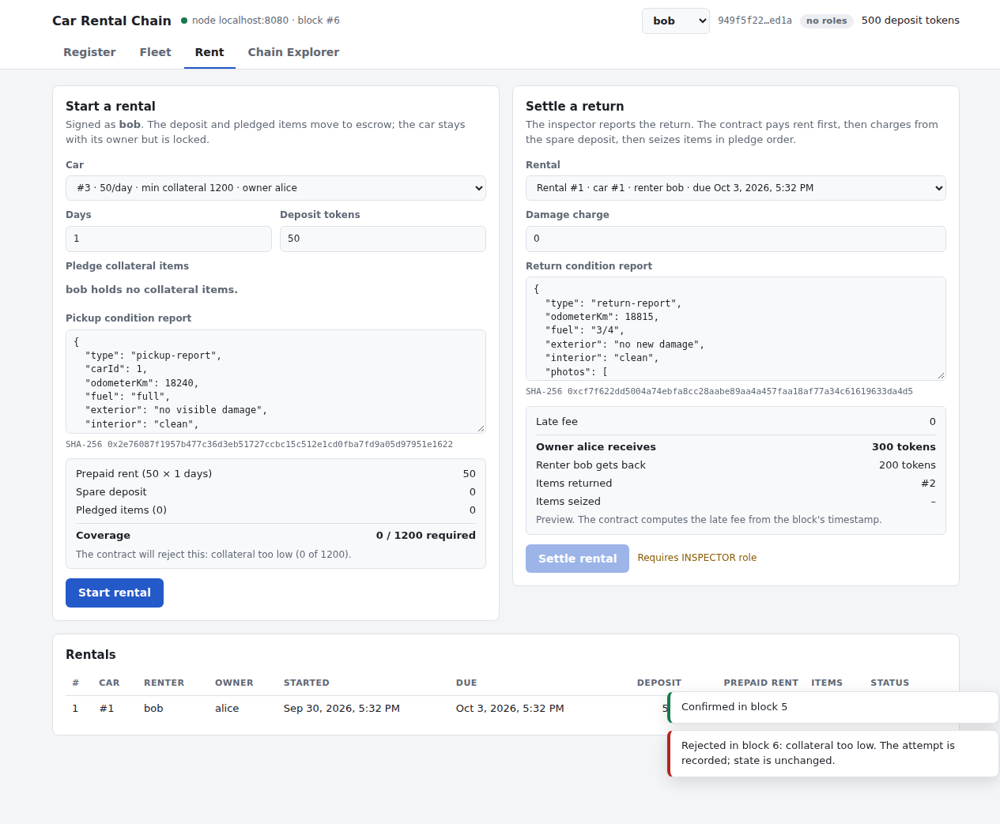 Car Rental Chain
node localhost:8080 · block #6
bob
949f5f22…ed1a
no roles
500 deposit tokens
Register
Fleet
Rent
Chain Explorer
Start a rental
Signed as bob. The deposit and pledged items move to escrow; the car stays
with its owner but is locked.
Car
#3 · 50/day · min collateral 1200 · owner alice
Days
Deposit tokens
1
50
Pledge collateral items
bob holds no collateral items.
Pickup condition report
{
"type": "pickup-report",
"carId": 1,
"odometerKm": 18240,
"fuel": "full",
"exterior": "no visible damage",
"interior": "clean",
SHA-256 0x2e76087f1957b477c36d3eb51727ccbc15c512e1cd0fba7fd9a05d97951e1622
Prepaid rent (50 × 1 days) 50
Spare deposit 0
Pledged items (0) 0
Coverage 0 / 1200 required
The contract will reject this: collateral too low (0 of 1200).
Start rental
Settle a return
The inspector reports the return. The contract pays rent first, then charges from
the spare deposit, then seizes items in pledge order.
Rental
Rental #1 · car #1 · renter bob · due Oct 3, 2026, 5:32 PM
Damage charge
0
Return condition report
{
"type": "return-report",
"odometerKm": 18815,
"fuel": "3/4",
"exterior": "no new damage",
"interior": "clean",
"photos": [
SHA-256 0xcf7f622dd5004a74ebfa8cc28aabe89aa4a457faa18af77a34c61619633da4d5
Late fee 0
Owner alice receives 300 tokens
Renter bob gets back 200 tokens
Items returned #2
Items seized –
Preview. The contract computes the late fee from the block's timestamp.
Settle rental
Requires INSPECTOR role
Rentals
# CAR RENTER OWNER STARTED DUE DEPOSIT PREPAID RENT ITEMS STATUS
1 #1 bob alice Sep 30, 2026, 5:32 PM Oct 3, 2026, 5:32 PM
Confirmed in block 5
Rejected in block 6: collateral too low. The attempt is
recorded; state is unchanged.